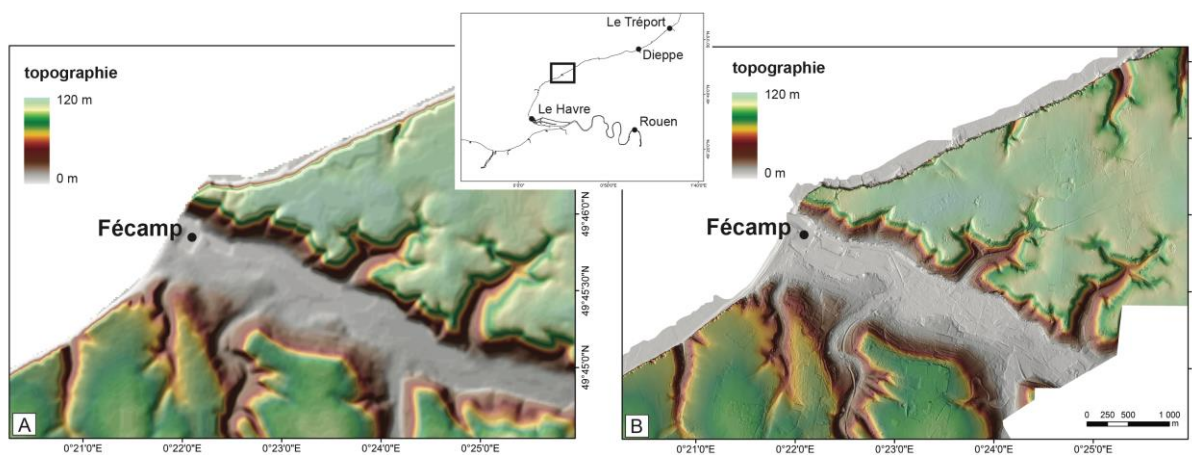 Le Tréport
Dieppe
Le Havre
Rouen
topographie
120 m
0 m
Fécamp
A
0°21'0"E
0°22'0"E
0°23'0"E
0°24'0"E
0°25'0"E
49°46'0"N
49°45'30"N
49°45'0"N
topographie
120 m
0 m
Fécamp
B
0 250 500 1 000
m
0°21'0"E
0°22'0"E
0°23'0"E
0°24'0"E
0°25'0"E